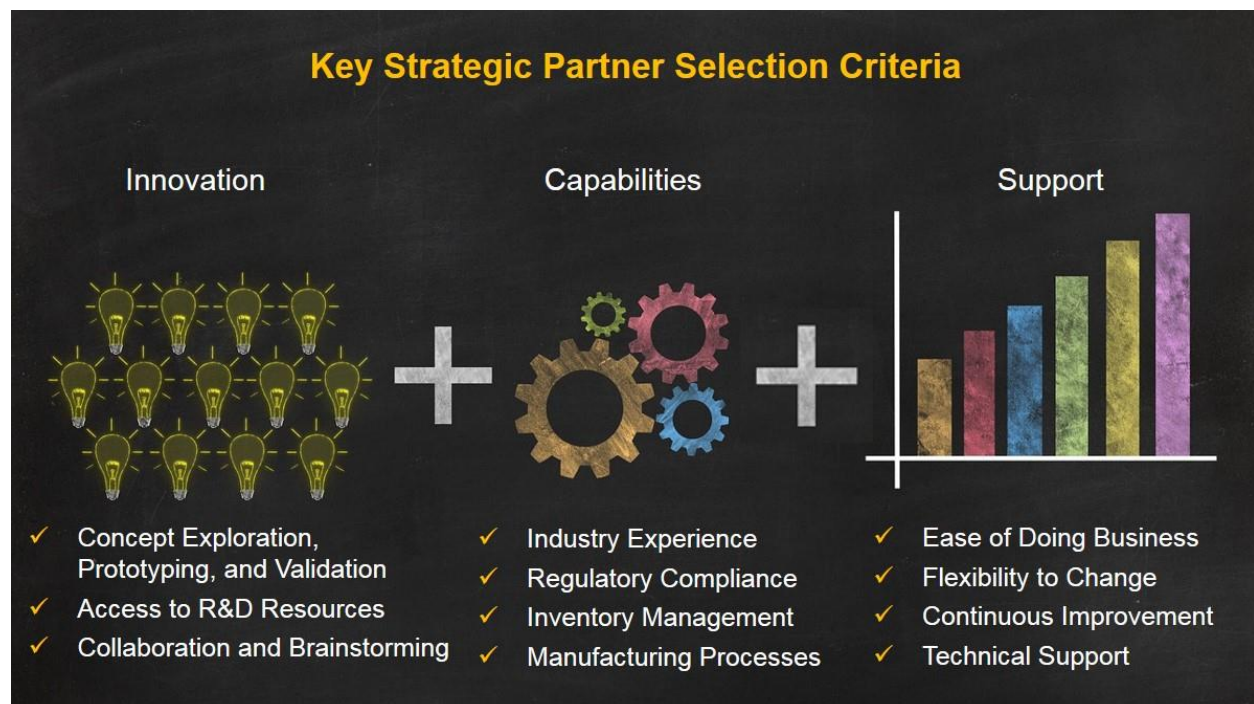 Key Strategic Partner Selection Criteria
Innovation
Concept Exploration,
Prototyping, and Validation
Access to R&D Resources
Collaboration and Brainstorming
Capabilities
Industry Experience
Regulatory Compliance
Inventory Management
Manufacturing Processes
Support
Ease of Doing Business
Flexibility to Change
Continuous Improvement
Technical Support